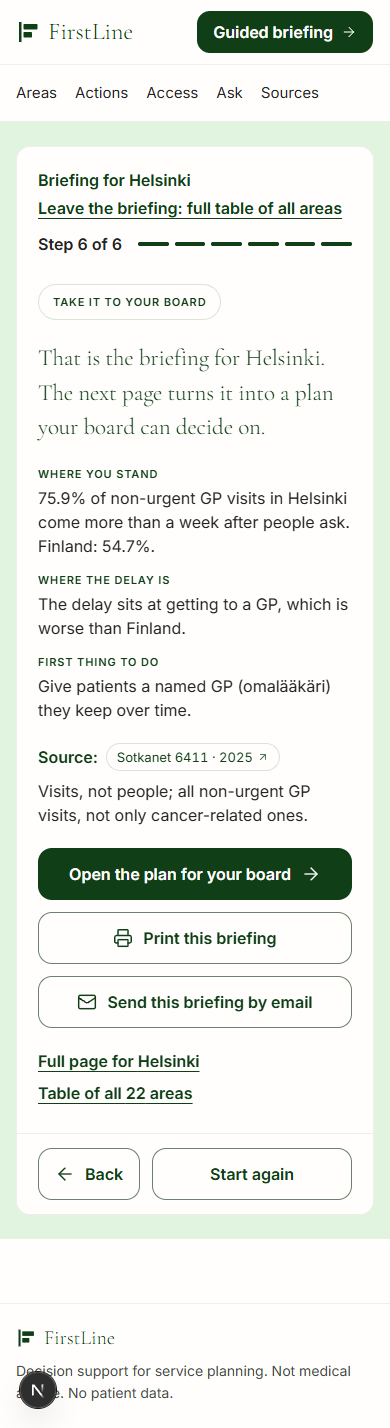 FirstLine
Guided briefing →
Areas Actions Access Ask Sources
Briefing for Helsinki
Leave the briefing: full table of all areas
Step 6 of 6
TAKE IT TO YOUR BOARD
That is the briefing for Helsinki.
The next page turns it into a plan
your board can decide on.
WHERE YOU STAND
75.9% of non-urgent GP visits in Helsinki
come more than a week after people ask.
Finland: 54.7%.
WHERE THE DELAY IS
The delay sits at getting to a GP, which is
worse than Finland.
FIRST THING TO DO
Give patients a named GP (omalääkäri)
they keep over time.
Source: Sotkanet 6411 · 2025 ↗
Visits, not people; all non-urgent GP
visits, not only cancer-related ones.
Open the plan for your board →
Print this briefing
Send this briefing by email
Full page for Helsinki
Table of all 22 areas
← Back
Start again
FirstLine
Decision support for service planning. Not medical
No patient data.
N